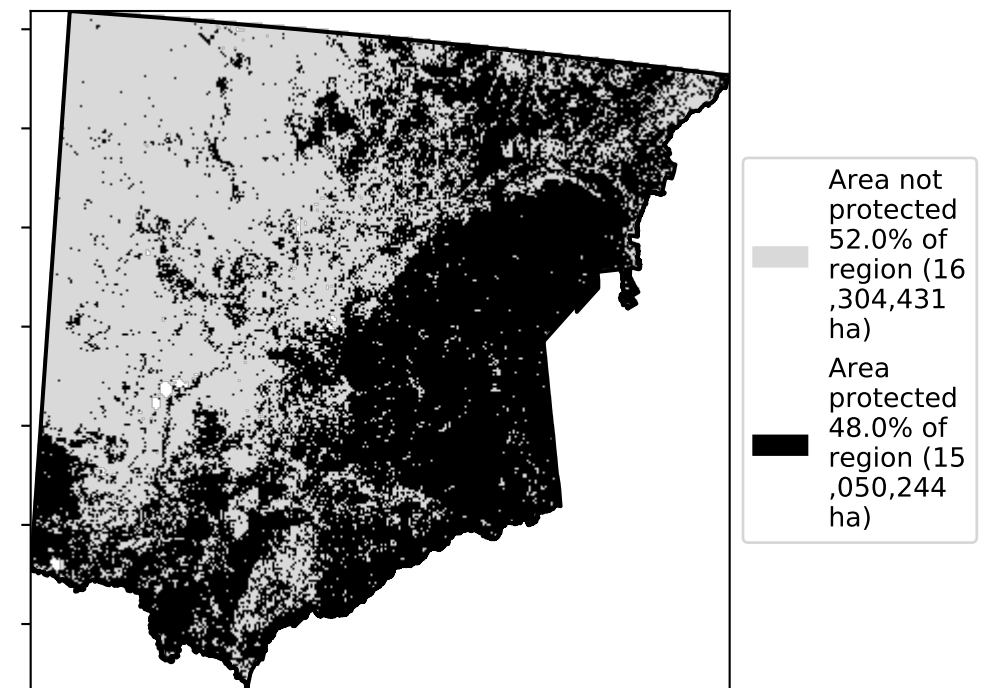 Area not
protected
52.0% of
region (16
,304,431
ha)
Area
protected
48.0% of
region (15
,050,244
ha)